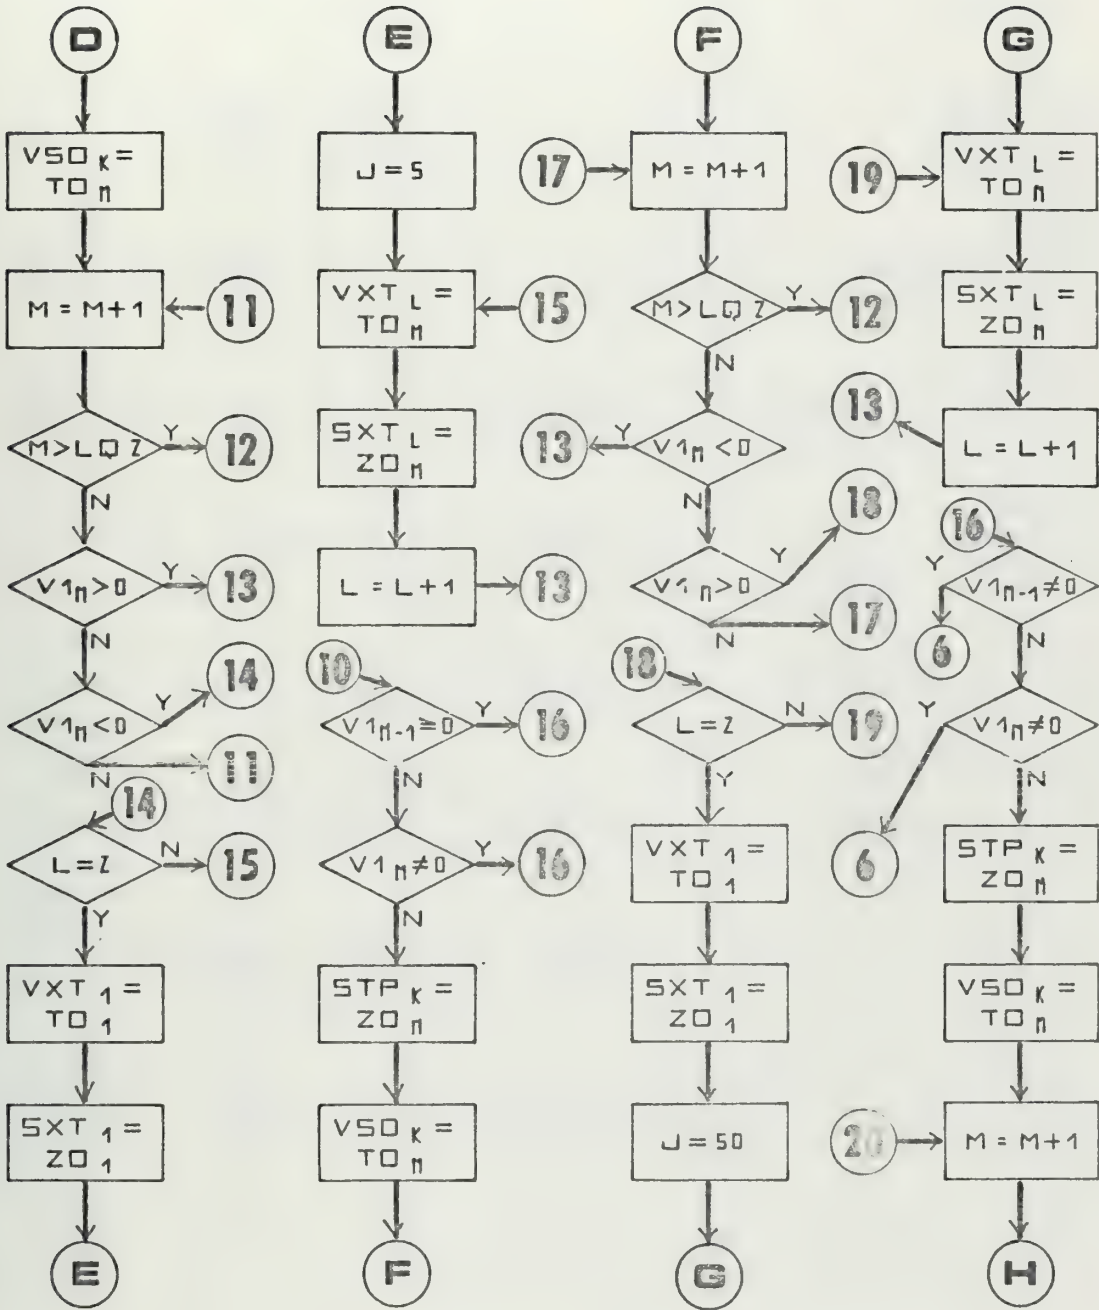 D
VSO K =
TO M
M = M+1
11
M>LQZ
Y
12
N
V1M>0
Y
13
N
V1M<0
Y
14
N
11
14
L=Z
N
15
Y
VXT 1 =
TO 1
SXT 1 =
ZO 1
E
E
J=5
VXT L =
TO M
15
SXT L =
ZO M
L = L+1
13
10
V1M-1≧0
Y
16
N
V1M≠0
Y
16
N
STP K =
ZO M
VSO K =
TO M
F
F
17
M = M+1
M>LQZ
Y
12
N
13
Y
V1M<0
N
18
Y
V1M>0
N
17
18
L=Z
N
19
Y
VXT 1 =
TO 1
SXT 1 =
ZO 1
J=50
G
G
19
VXT L =
TO M
SXT L =
ZO M
13
L = L+1
16
Y
V1M-1≠0
6
N
Y
V1M≠0
6
N
STP K =
ZO M
VSO K =
TO M
20
M = M+1
H